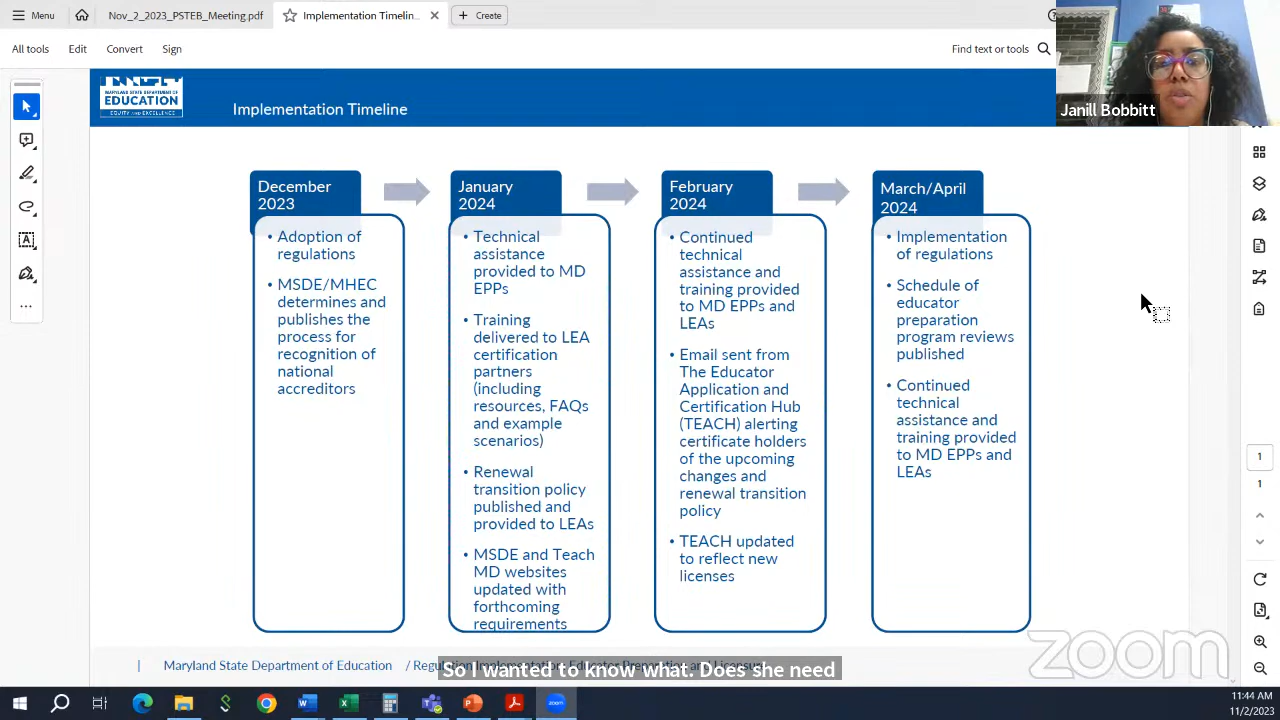 Menu
Nov_2_2023_PSTEB_Meeting.pdf
Implementation Timelin...
Create
All tools
Edit
Convert
Sign
Find text or tools
Janill Bobbitt
MARYLAND STATE DEPARTMENT OF
EDUCATION
EQUITY AND EXCELLENCE
Implementation Timeline
December
2023
• Adoption of
regulations
• MSDE/MHEC
determines and
publishes the
process for
recognition of
national
accreditors
January
2024
• Technical
assistance
provided to MD
EPPs
• Training
delivered to LEA
certification
partners
(including
resources, FAQs
and example
scenarios)
• Renewal
transition policy
published and
provided to LEAs
• MSDE and Teach
MD websites
updated with
forthcoming
requirements
February
2024
• Continued
technical
assistance and
training provided
to MD EPPs and
LEAs
• Email sent from
The Educator
Application and
Certification Hub
(TEACH) alerting
certificate holders
of the upcoming
changes and
renewal transition
policy
• TEACH updated
to reflect new
licenses
March/April
2024
• Implementation
of regulations
• Schedule of
educator
preparation
program reviews
published
• Continued
technical
assistance and
training provided
to MD EPPs and
LEAs
1
1
zoom
| Maryland State Department of Education
So I wanted to know what. Does she need
11:44 AM
11/2/2023